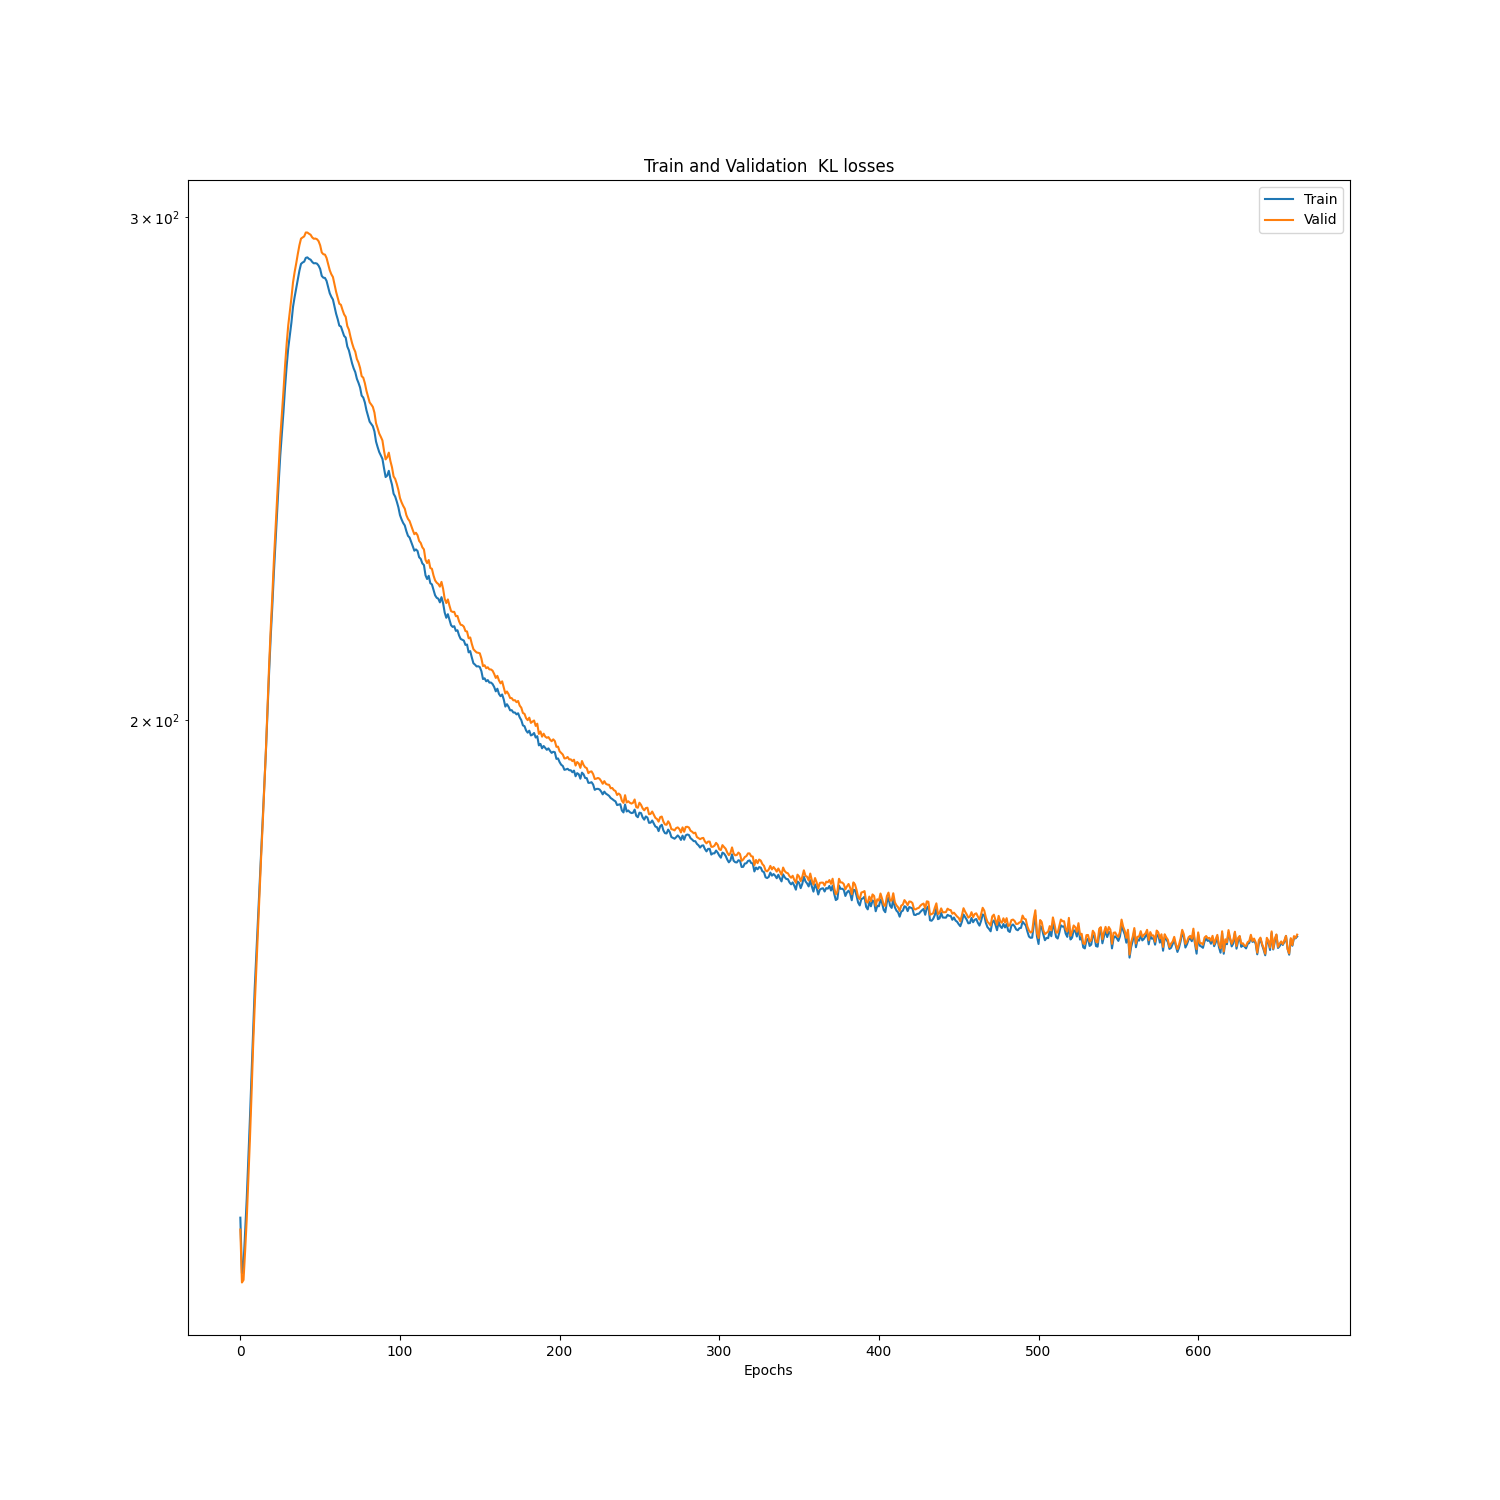 Train and Validation  KL losses
Train
Valid
3 × 10²
2 × 10²
0 100 200 300 400 500 600
Epochs